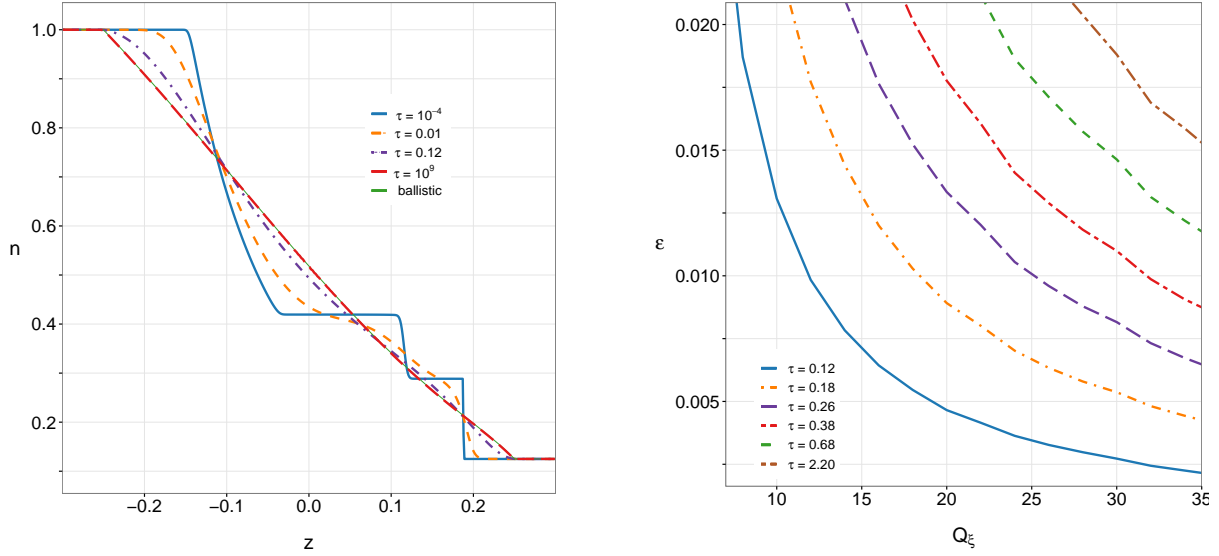 1.0
0.8
0.6
0.4
0.2
n
−0.2
−0.1
0.0
0.1
0.2
z
τ = 10⁻⁴
τ = 0.01
τ = 0.12
τ = 10⁹
ballistic
0.020
0.015
0.010
0.005
ε
10
15
20
25
30
35
Qξ
τ = 0.12
τ = 0.18
τ = 0.26
τ = 0.38
τ = 0.68
τ = 2.20